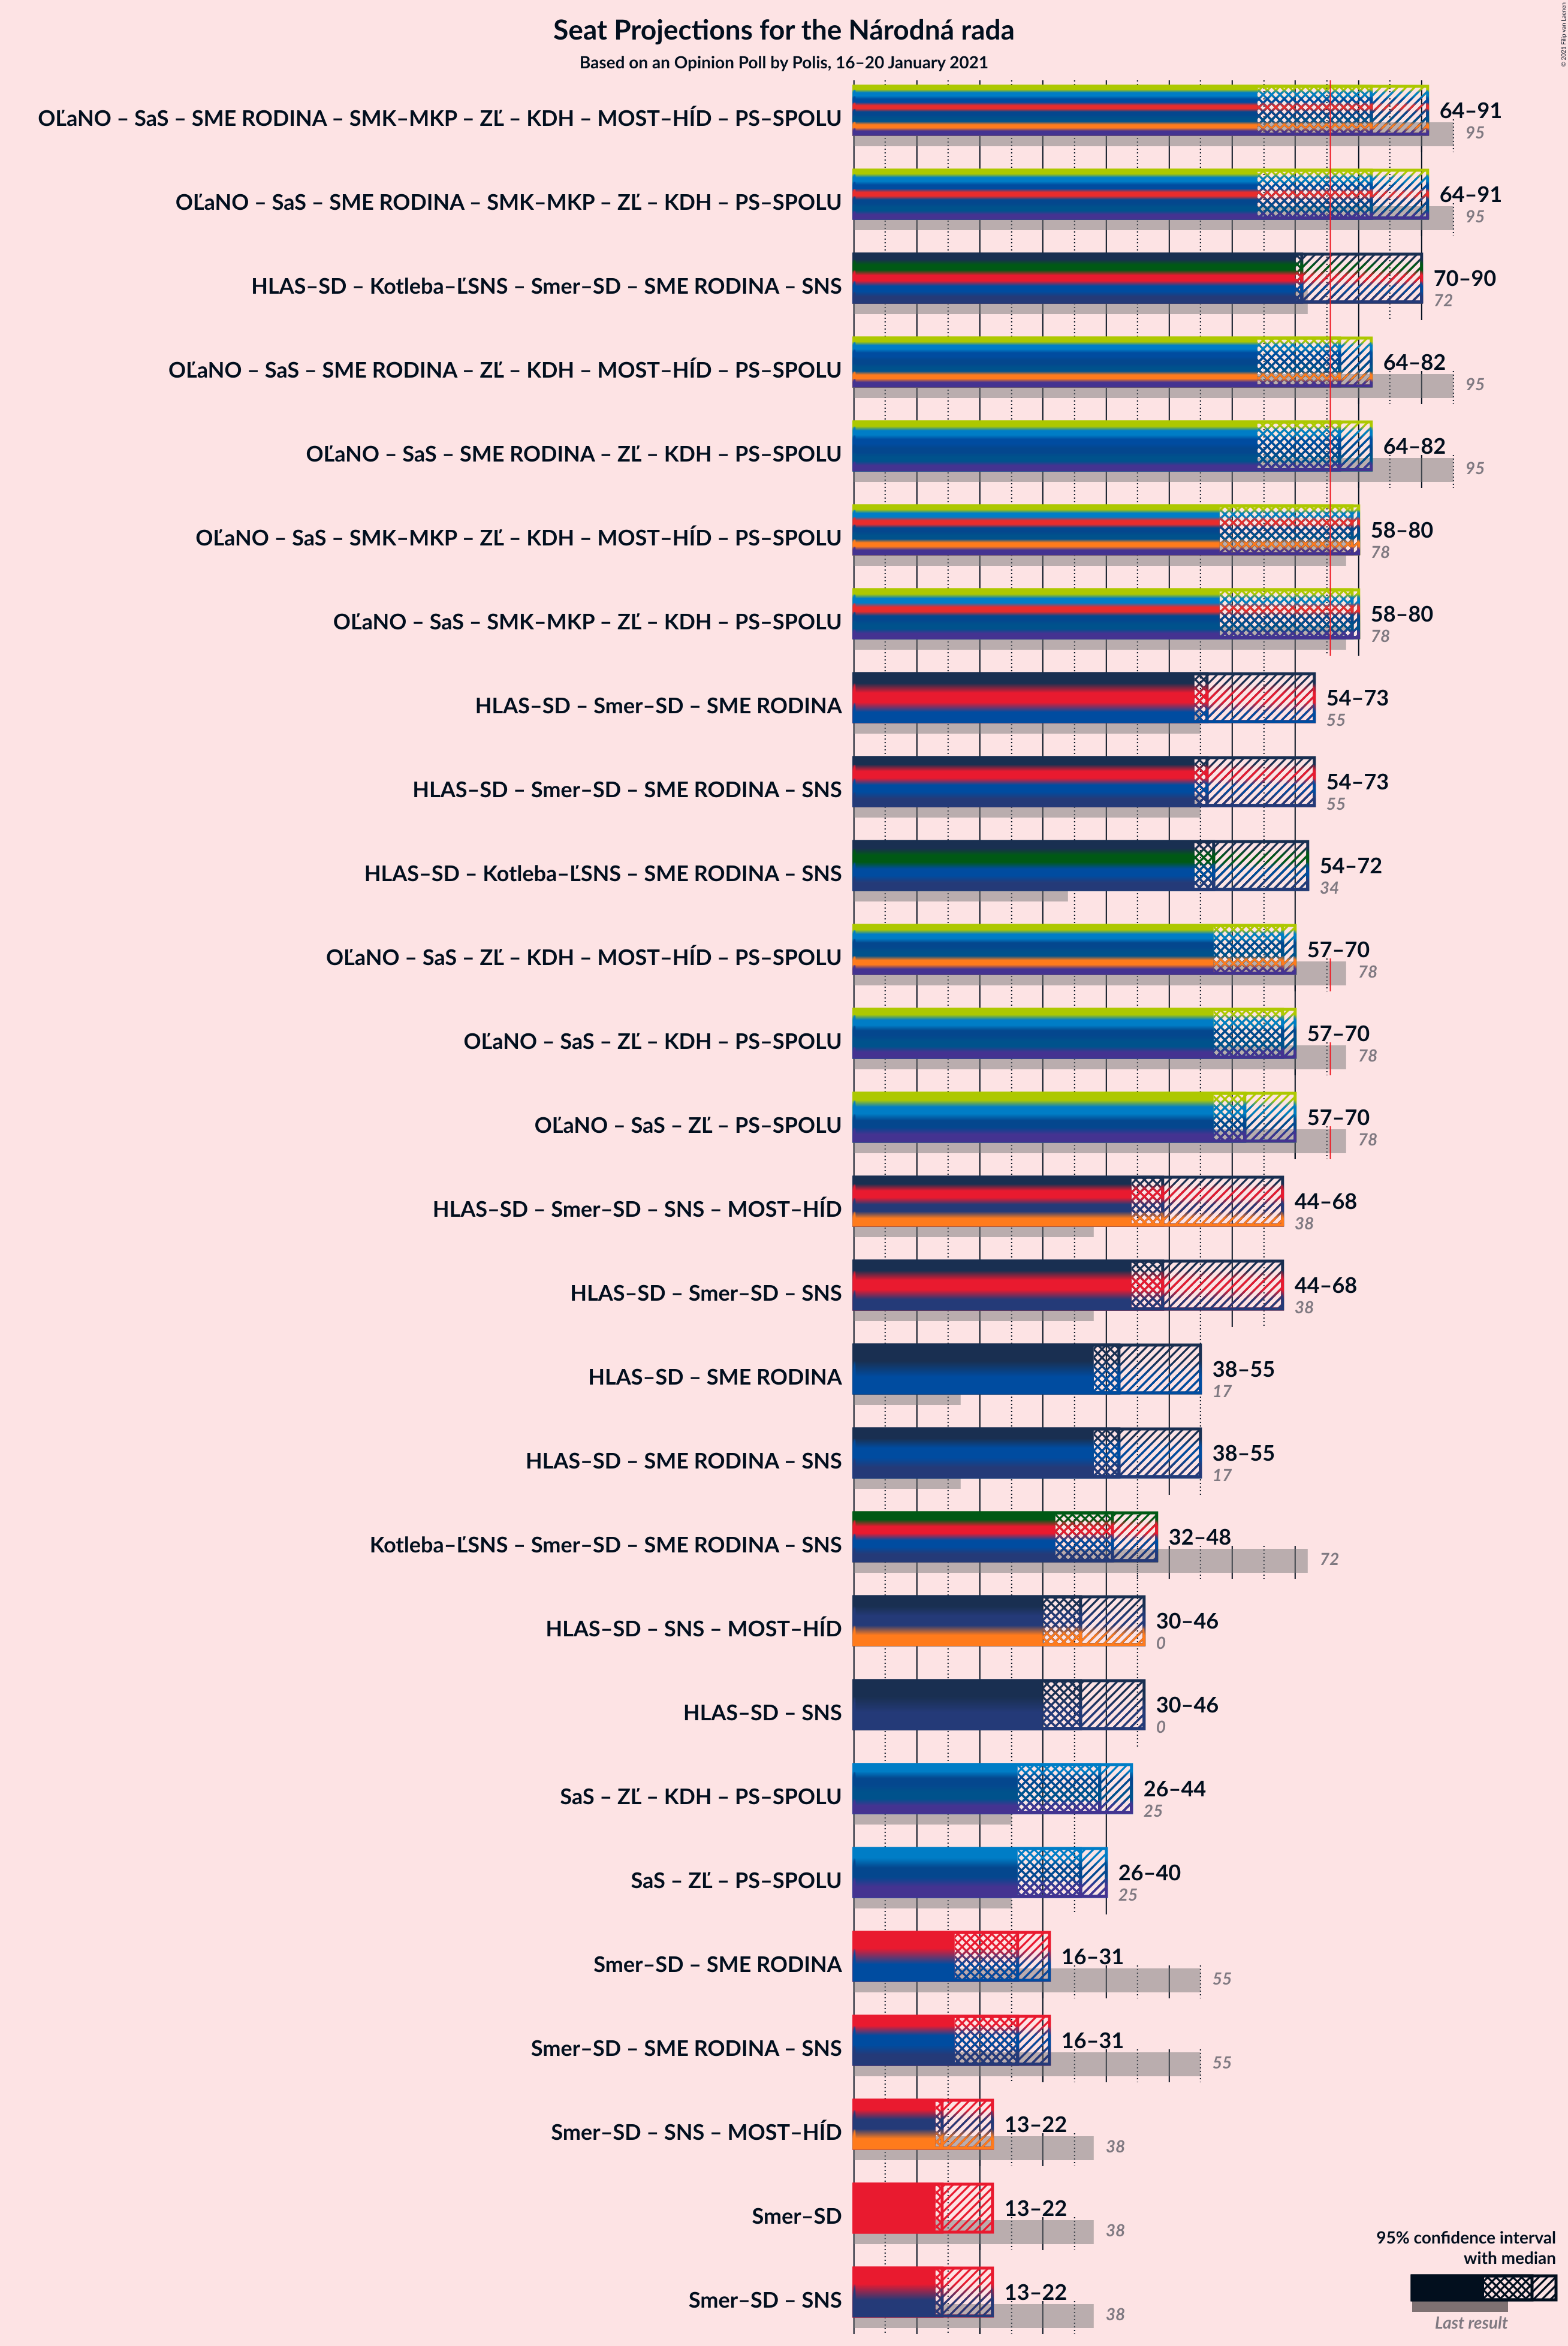 Seat Projections for the Národná rada
Based on an Opinion Poll by Polis, 16–20 January 2021
© 2021 Filip van Laenen
OĽaNO – SaS – SME RODINA – SMK–MKP – ZĽ – KDH – MOST–HÍD – PS–SPOLU
64–91
95
OĽaNO – SaS – SME RODINA – SMK–MKP – ZĽ – KDH – PS–SPOLU
64–91
95
HLAS–SD – Kotleba–ĽSNS – Smer–SD – SME RODINA – SNS
70–90
72
OĽaNO – SaS – SME RODINA – ZĽ – KDH – MOST–HÍD – PS–SPOLU
64–82
95
OĽaNO – SaS – SME RODINA – ZĽ – KDH – PS–SPOLU
64–82
95
OĽaNO – SaS – SMK–MKP – ZĽ – KDH – MOST–HÍD – PS–SPOLU
58–80
78
OĽaNO – SaS – SMK–MKP – ZĽ – KDH – PS–SPOLU
58–80
78
HLAS–SD – Smer–SD – SME RODINA
54–73
55
HLAS–SD – Smer–SD – SME RODINA – SNS
54–73
55
HLAS–SD – Kotleba–ĽSNS – SME RODINA – SNS
54–72
34
OĽaNO – SaS – ZĽ – KDH – MOST–HÍD – PS–SPOLU
57–70
78
OĽaNO – SaS – ZĽ – KDH – PS–SPOLU
57–70
78
OĽaNO – SaS – ZĽ – PS–SPOLU
57–70
78
HLAS–SD – Smer–SD – SNS – MOST–HÍD
44–68
38
HLAS–SD – Smer–SD – SNS
44–68
38
HLAS–SD – SME RODINA
38–55
17
HLAS–SD – SME RODINA – SNS
38–55
17
Kotleba–ĽSNS – Smer–SD – SME RODINA – SNS
32–48
72
HLAS–SD – SNS – MOST–HÍD
30–46
0
HLAS–SD – SNS
30–46
0
SaS – ZĽ – KDH – PS–SPOLU
26–44
25
SaS – ZĽ – PS–SPOLU
26–40
25
Smer–SD – SME RODINA
16–31
55
Smer–SD – SME RODINA – SNS
16–31
55
Smer–SD – SNS – MOST–HÍD
13–22
38
Smer–SD
13–22
38
Smer–SD – SNS
13–22
38
95% confidence interval
with median
Last result